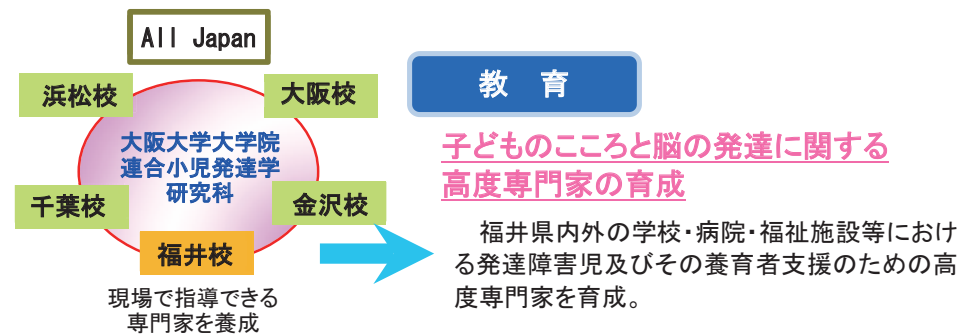 All Japan
浜松校
大阪校
大阪大学大学院
連合小児発達学
研究科
千葉校
金沢校
福井校
現場で指導できる
専門家を養成
教 育
子どものこころと脳の発達に関する
高度専門家の育成
福井県内外の学校・病院・福祉施設等におけ
る発達障害児及びその養育者支援のための高
度専門家を育成。